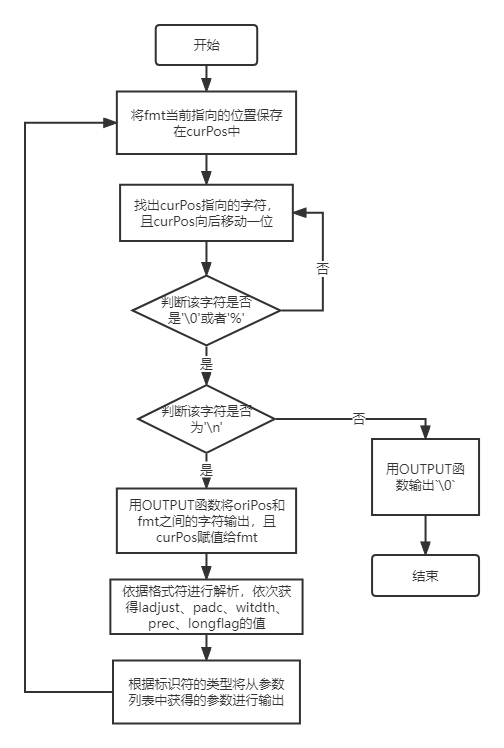 开始
将fmt当前指向的位置保存
在curPos中
找出curPos指向的字符，
且curPos向后移动一位
否
判断该字符是否
是'\0'或者'%'
是
判断该字符是否
为'\n'
否
是
用OUTPUT函
数输出`\0`
用OUTPUT函数将oriPos和
fmt之间的字符输出，且
curPos赋值给fmt
结束
依据格式符进行解析，依次获
得ladjust、padc、witdth、
prec、longflag的值
根据标识符的类型将从参数
列表中获得的参数进行输出